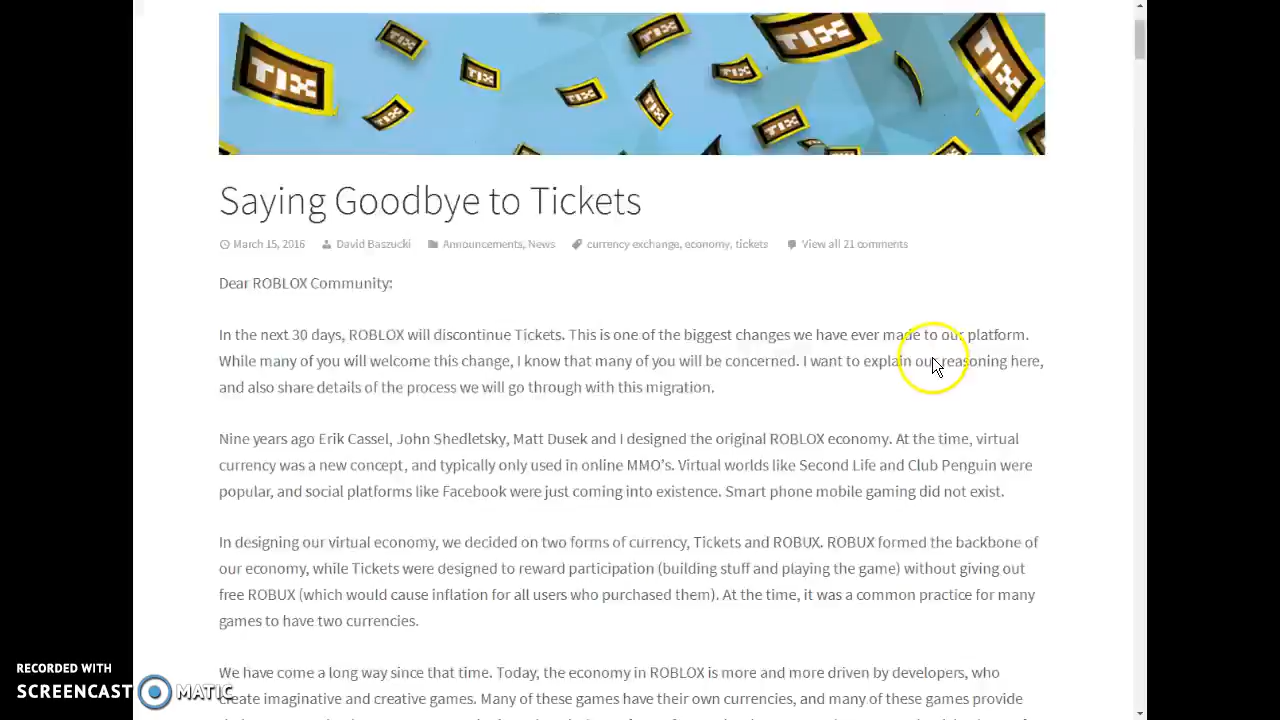 TIX TIX TIX TIX TIX
TIX TIX TIX TIX
TIX TIX
Saying Goodbye to Tickets
March 15, 2016 David Baszucki Announcements, News currency exchange, economy, tickets View all 21 comments
Dear ROBLOX Community:
In the next 30 days, ROBLOX will discontinue Tickets. This is one of the biggest changes we have ever made to our platform.
While many of you will welcome this change, I know that many of you will be concerned. I want to explain our reasoning here,
and also share details of the process we will go through with this migration.
Nine years ago Erik Cassel, John Shedletsky, Matt Dusek and I designed the original ROBLOX economy. At the time, virtual
currency was a new concept, and typically only used in online MMO's. Virtual worlds like Second Life and Club Penguin were
popular, and social platforms like Facebook were just coming into existence. Smart phone mobile gaming did not exist.
In designing our virtual economy, we decided on two forms of currency, Tickets and ROBUX. ROBUX formed the backbone of
our economy, while Tickets were designed to reward participation (building stuff and playing the game) without giving out
free ROBUX (which would cause inflation for all users who purchased them). At the time, it was a common practice for many
games to have two currencies.
We have come a long way since that time. Today, the economy in ROBLOX is more and more driven by developers, who
create imaginative and creative games. Many of these games have their own currencies, and many of these games provide
RECORDED WITH
SCREENCAST MATIC